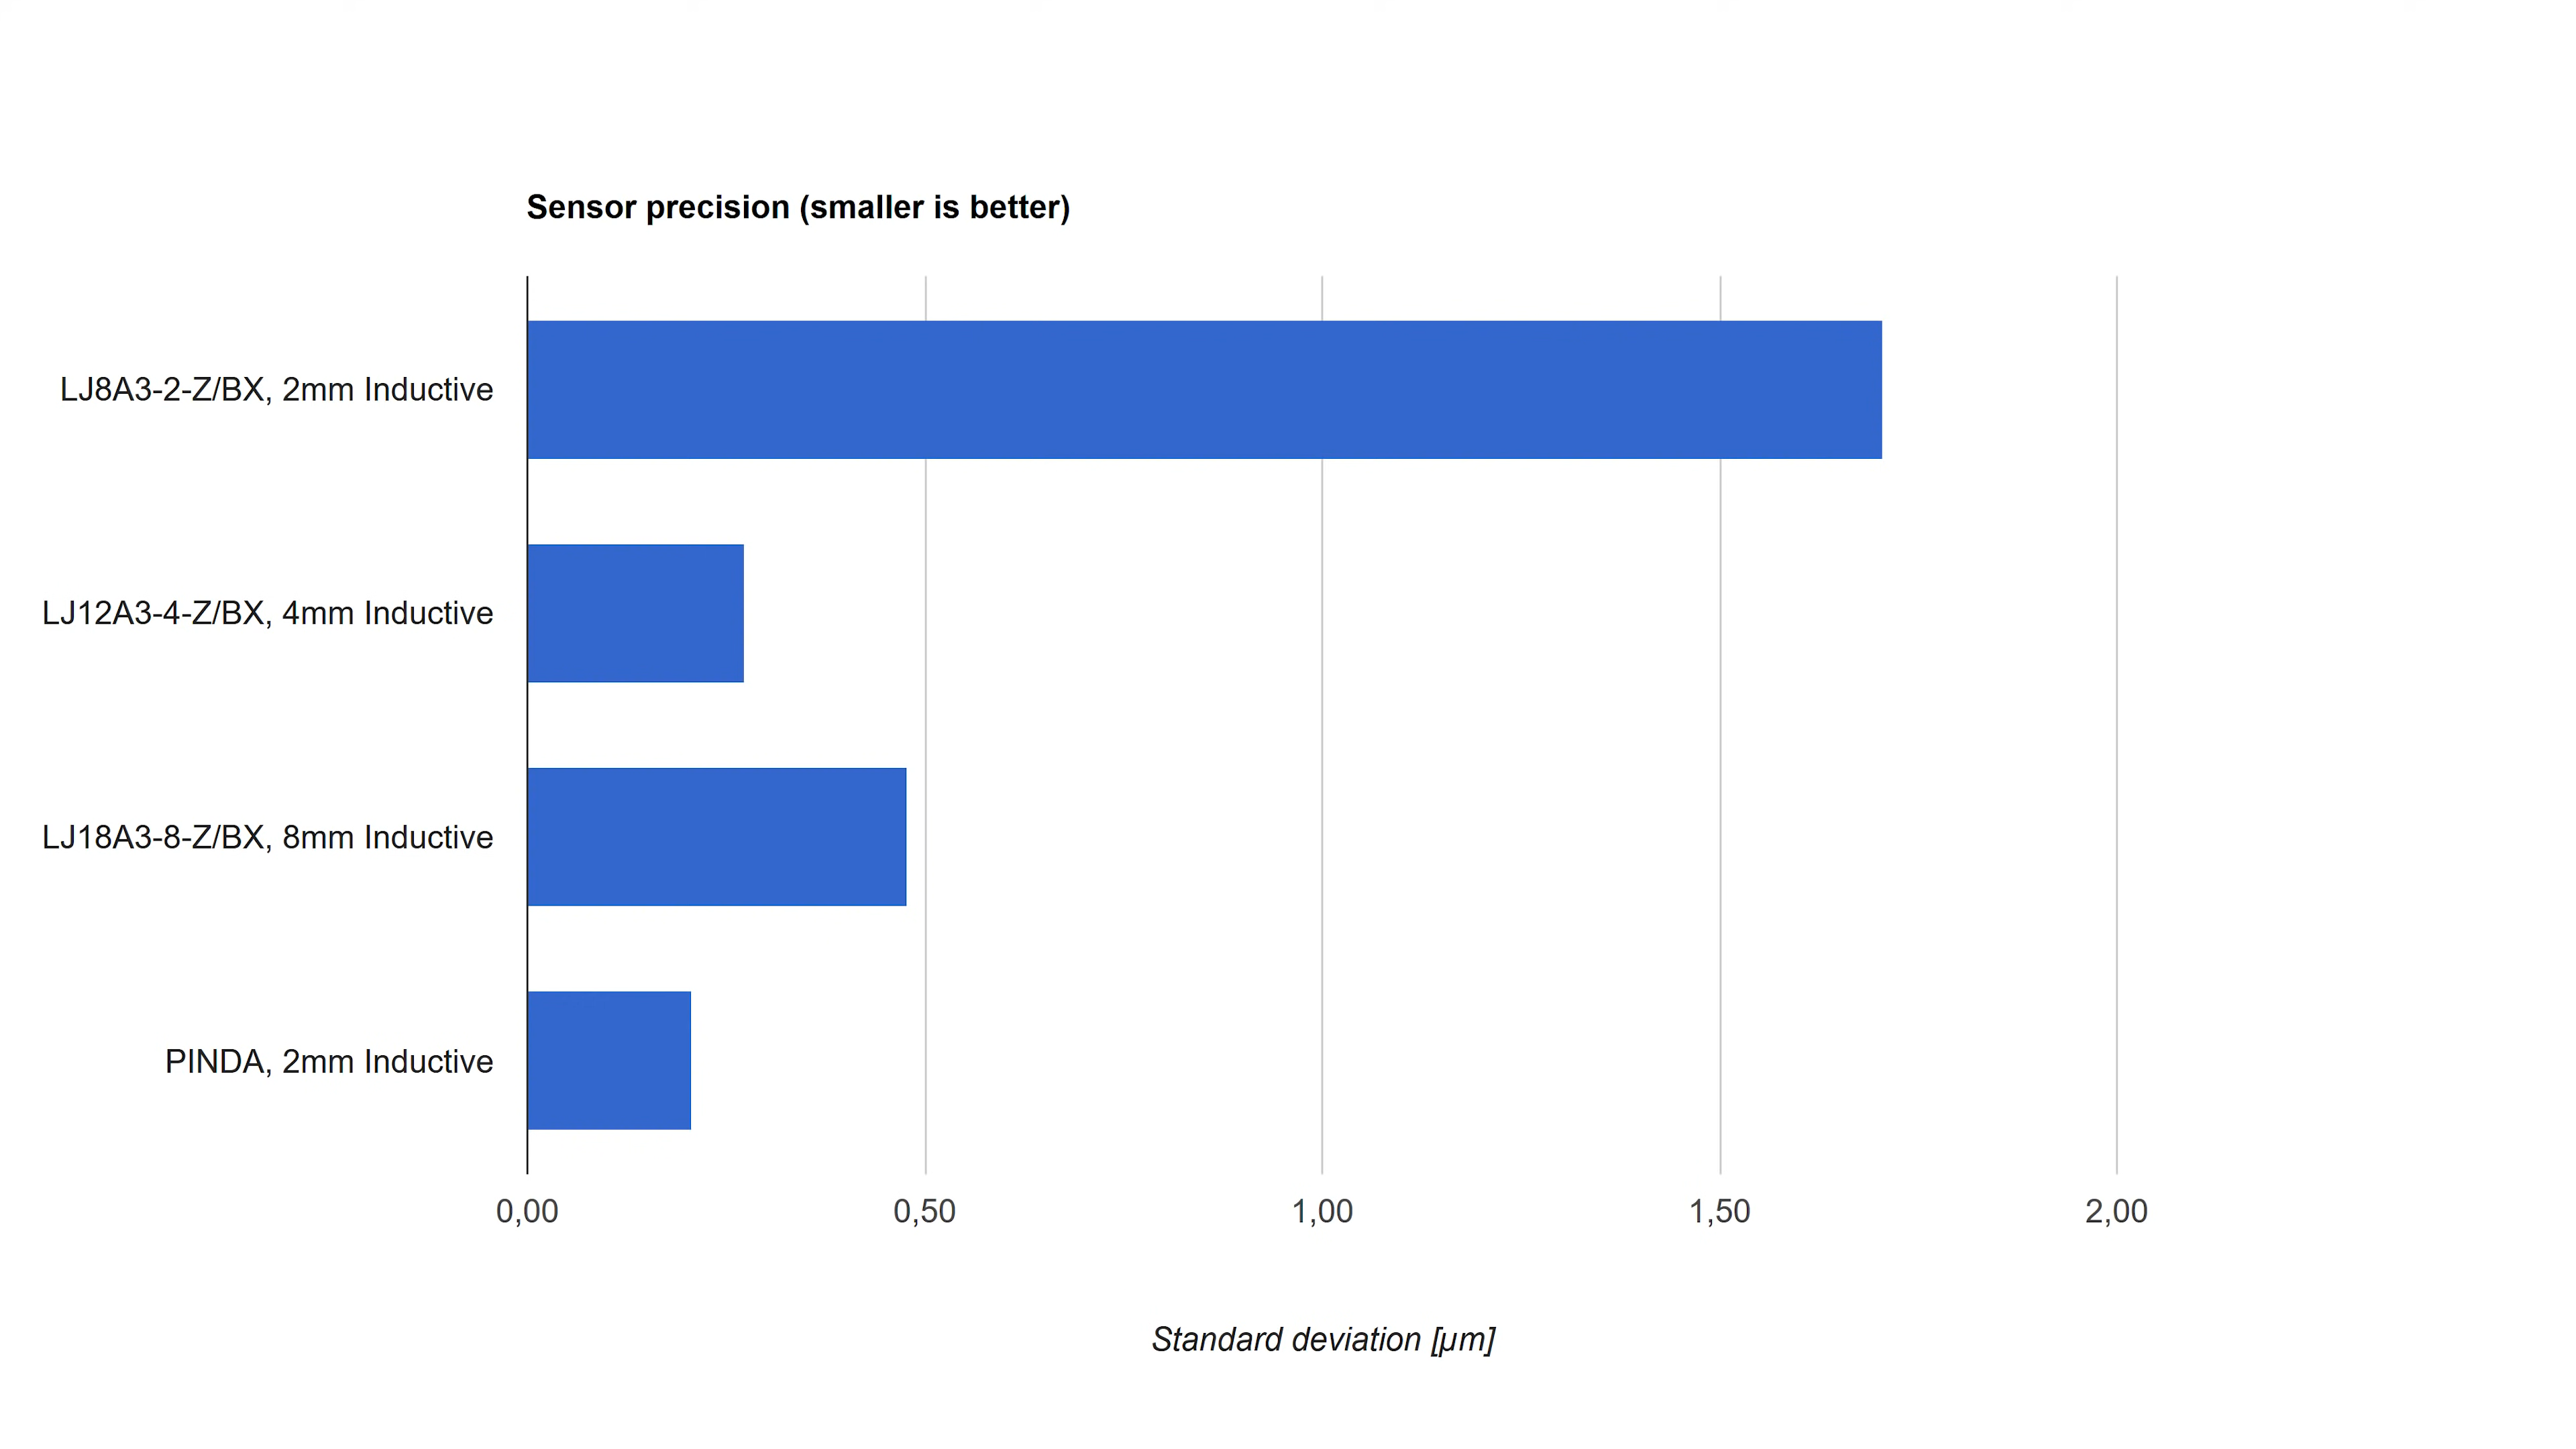 Sensor precision (smaller is better)
LJ8A3-2-Z/BX, 2mm Inductive
LJ12A3-4-Z/BX, 4mm Inductive
LJ18A3-8-Z/BX, 8mm Inductive
PINDA, 2mm Inductive
0,00 0,50 1,00 1,50 2,00
Standard deviation [µm]